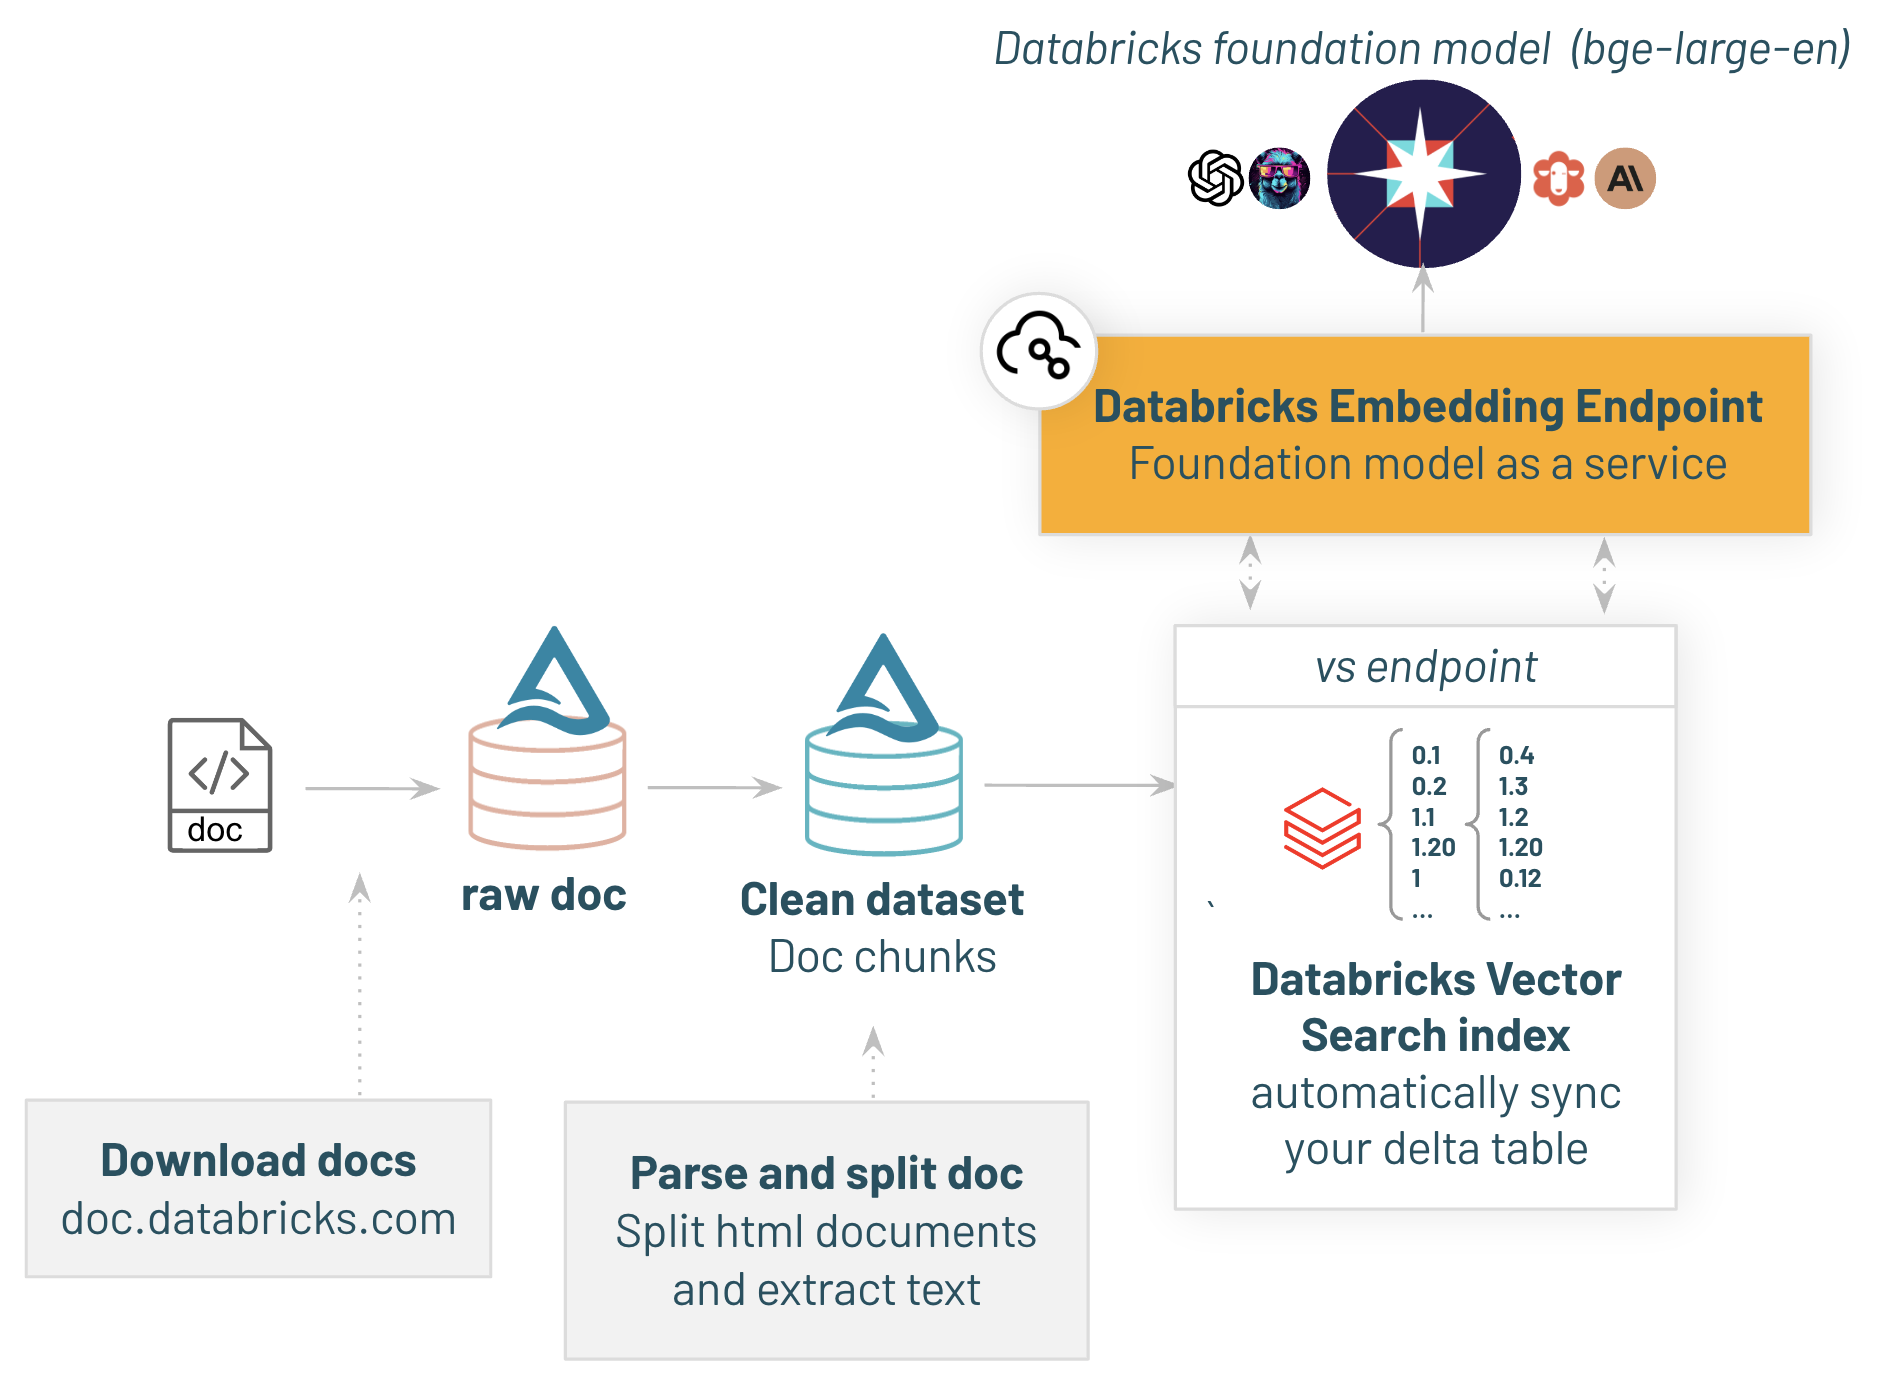 Databricks foundation model (bge-large-en)
A\
Databricks Embedding Endpoint
Foundation model as a service
vs endpoint
0.1 0.4
0.2 1.3
1.1 1.2
1.20 1.20
1 0.12
... ...
`
Databricks Vector
Search index
automatically sync
your delta table
</>
doc
raw doc
Clean dataset
Doc chunks
Download docs
doc.databricks.com
Parse and split doc
Split html documents
and extract text